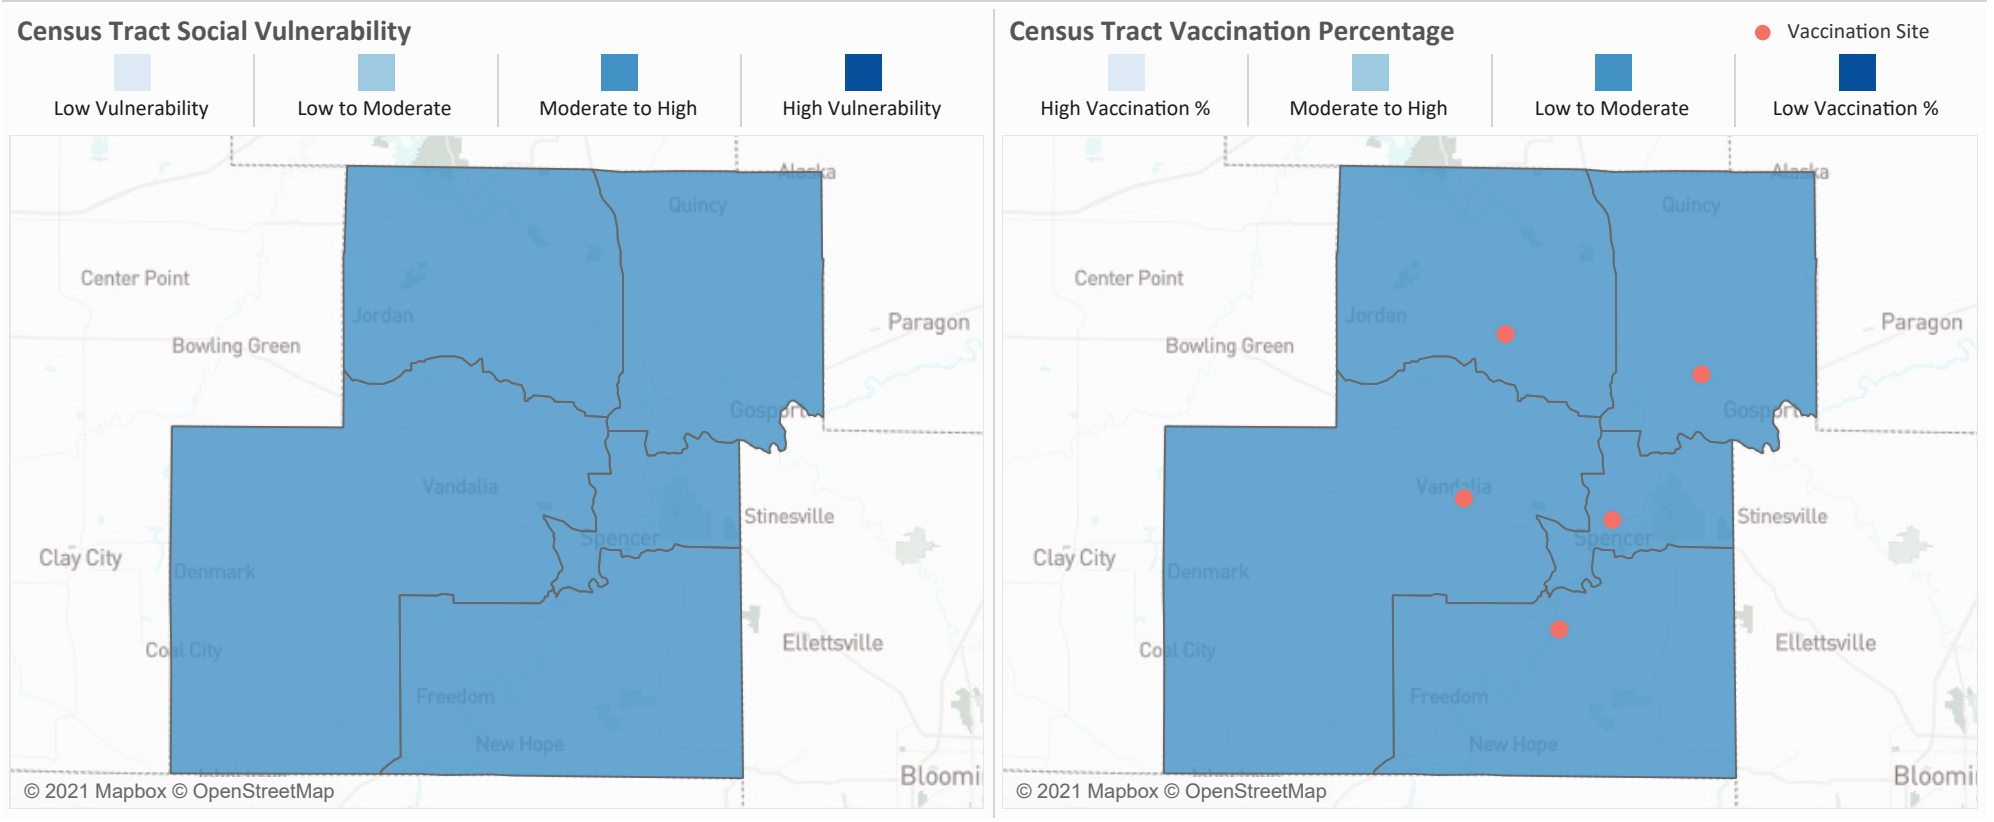 Census Tract Social Vulnerability
Low Vulnerability
Low to Moderate
Moderate to High
High Vulnerability
Alaska
Quincy
Center Point
Jordan
Paragon
Bowling Green
Gosport
Vandalia
Stinesville
Spencer
Clay City
Denmark
Coal City
Ellettsville
Freedom
New Hope
Bloomi
© 2021 Mapbox © OpenStreetMap
Census Tract Vaccination Percentage
Vaccination Site
High Vaccination %
Moderate to High
Low to Moderate
Low Vaccination %
Alaska
Quincy
Center Point
Jordan
Paragon
Bowling Green
Gosport
Vandalia
Stinesville
Spencer
Clay City
Denmark
Coal City
Ellettsville
Freedom
New Hope
Bloomi
© 2021 Mapbox © OpenStreetMap